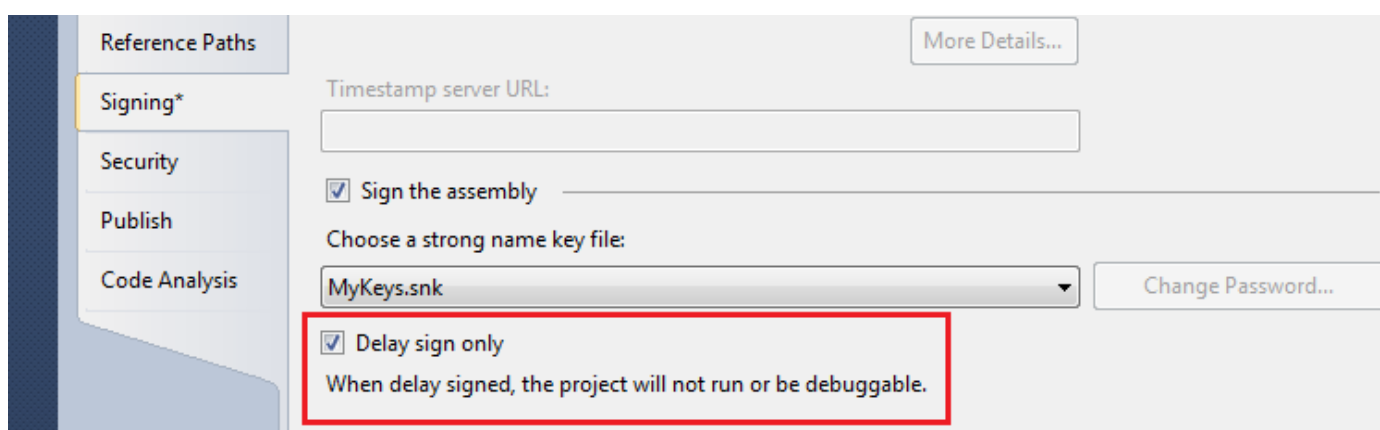 Reference Paths
More Details...
Signing*
Timestamp server URL:
Security
Sign the assembly
Publish
Choose a strong name key file:
Code Analysis
MyKeys.snk
Change Password...
Delay sign only
When delay signed, the project will not run or be debuggable.